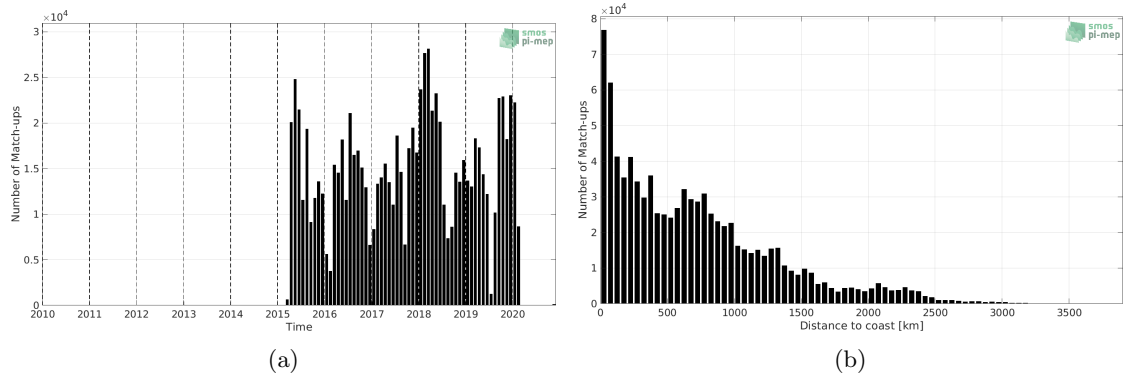 ×10⁴
3
2.5
2
1.5
1
0.5
0
Number of Match-ups
2010 2011 2012 2013 2014 2015 2016 2017 2018 2019 2020
Time
smos
pi-mep
(a)
×10⁴
8
7
6
5
4
3
2
1
0
Number of Match-ups
0 500 1000 1500 2000 2500 3000 3500
Distance to coast [km]
smos
pi-mep
(b)